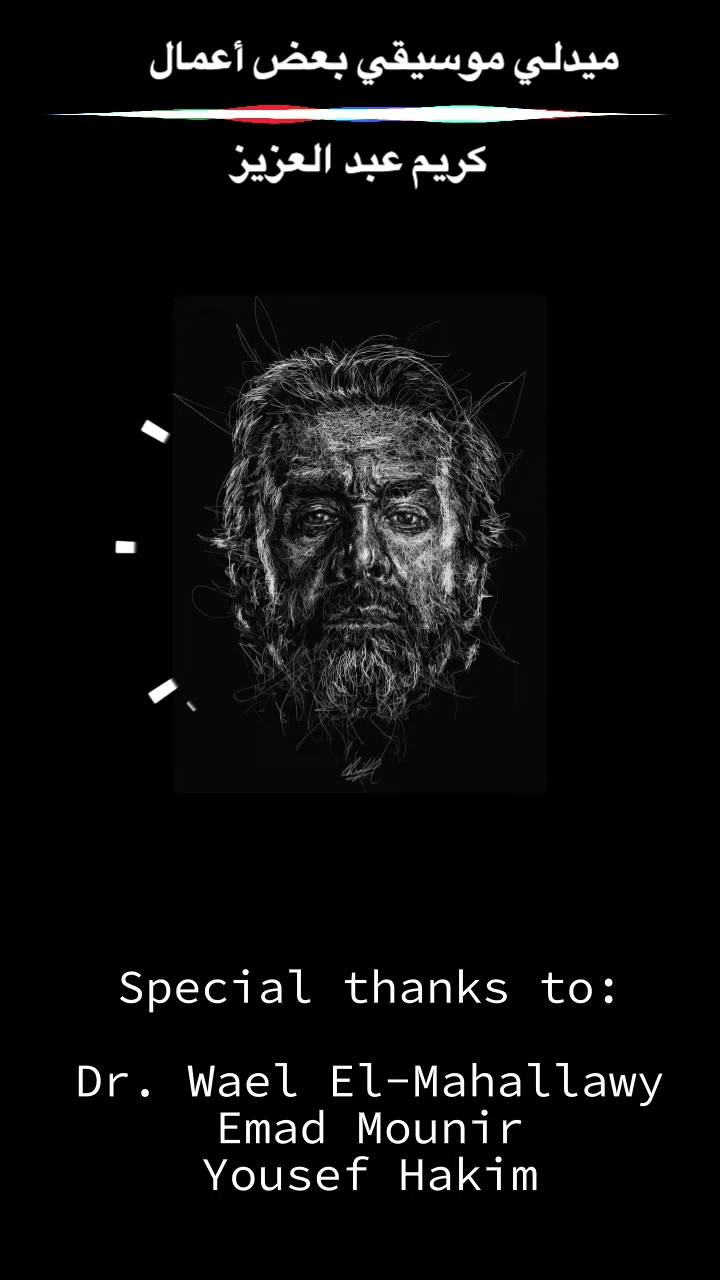 ميدلي موسيقي بعض أعمال
كريم عبد العزيز
Special thanks to:
Dr. Wael El-Mahallawy
Emad Mounir
Yousef Hakim